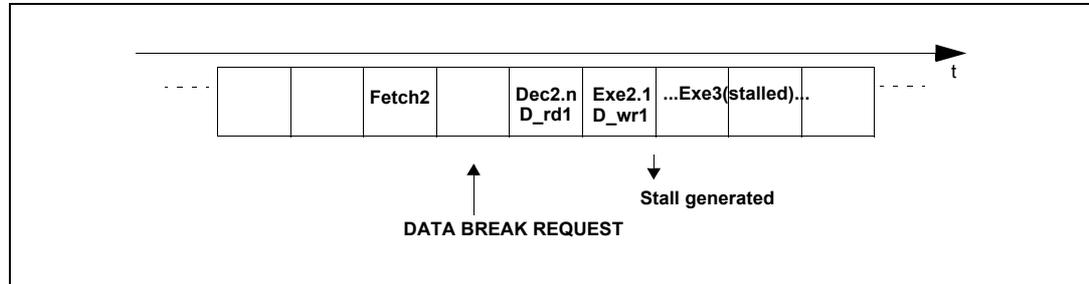 t
Fetch2
Dec2.n
D_rd1
Exe2.1
D_wr1
...Exe3(stalled)...
Stall generated
DATA BREAK REQUEST